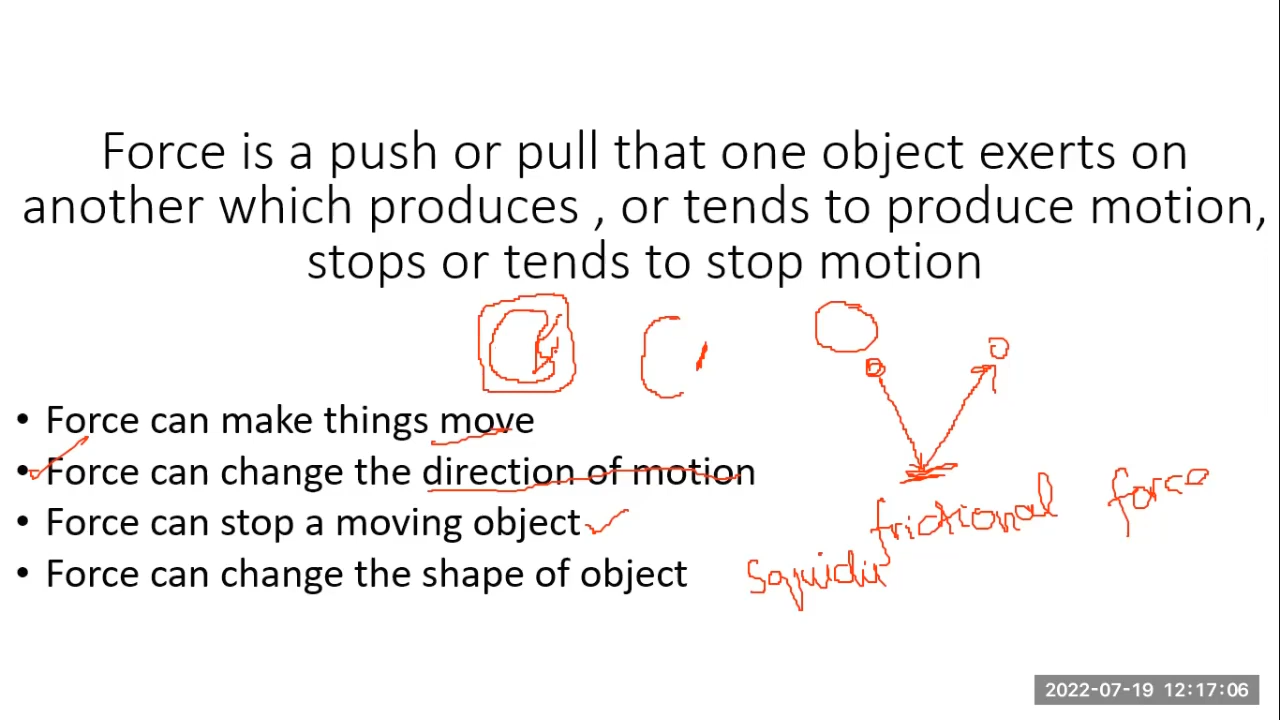 Force is a push or pull that one object exerts on
another which produces , or tends to produce motion,
stops or tends to stop motion
• Force can make things move
• Force can change the direction of motion
• Force can stop a moving object
frictional force
• Force can change the shape of object
2022-07-19 12:17:06